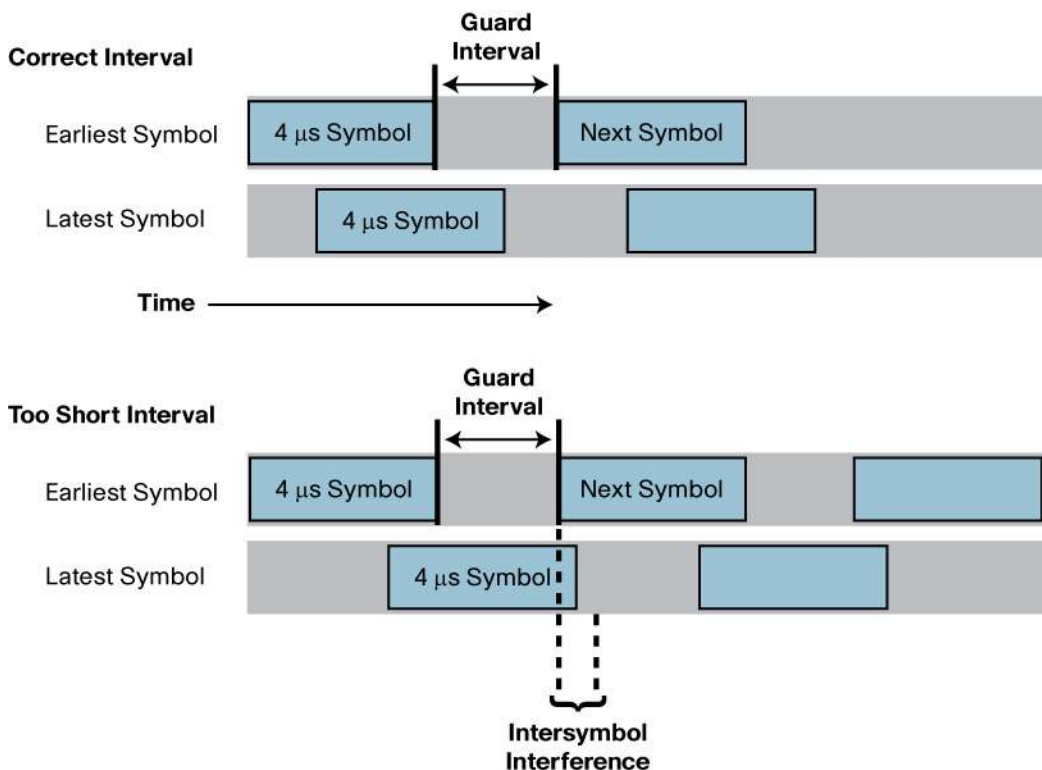 Guard
Interval
Correct Interval
Earliest Symbol
4 μs Symbol
Next Symbol
Latest Symbol
4 μs Symbol
Time
Guard
Interval
Too Short Interval
Earliest Symbol
4 μs Symbol
Next Symbol
Latest Symbol
4 μs Symbol
Intersymbol
Interference